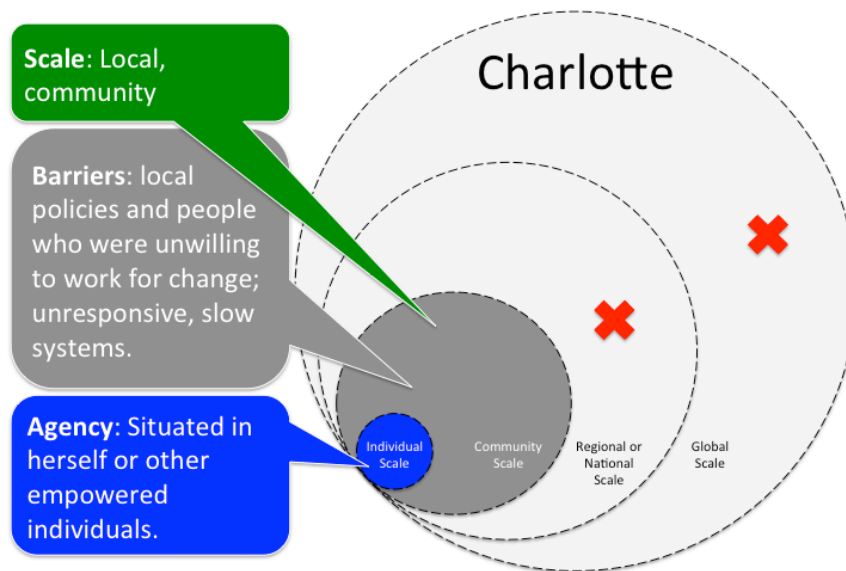 Charlotte
Scale: Local,
community
Barriers: local
policies and people
who were unwilling
to work for change;
unresponsive, slow
systems.
Agency: Situated in
herself or other
empowered
individuals.
Individual
Scale
Community
Scale
Regional or
National
Scale
Global
Scale